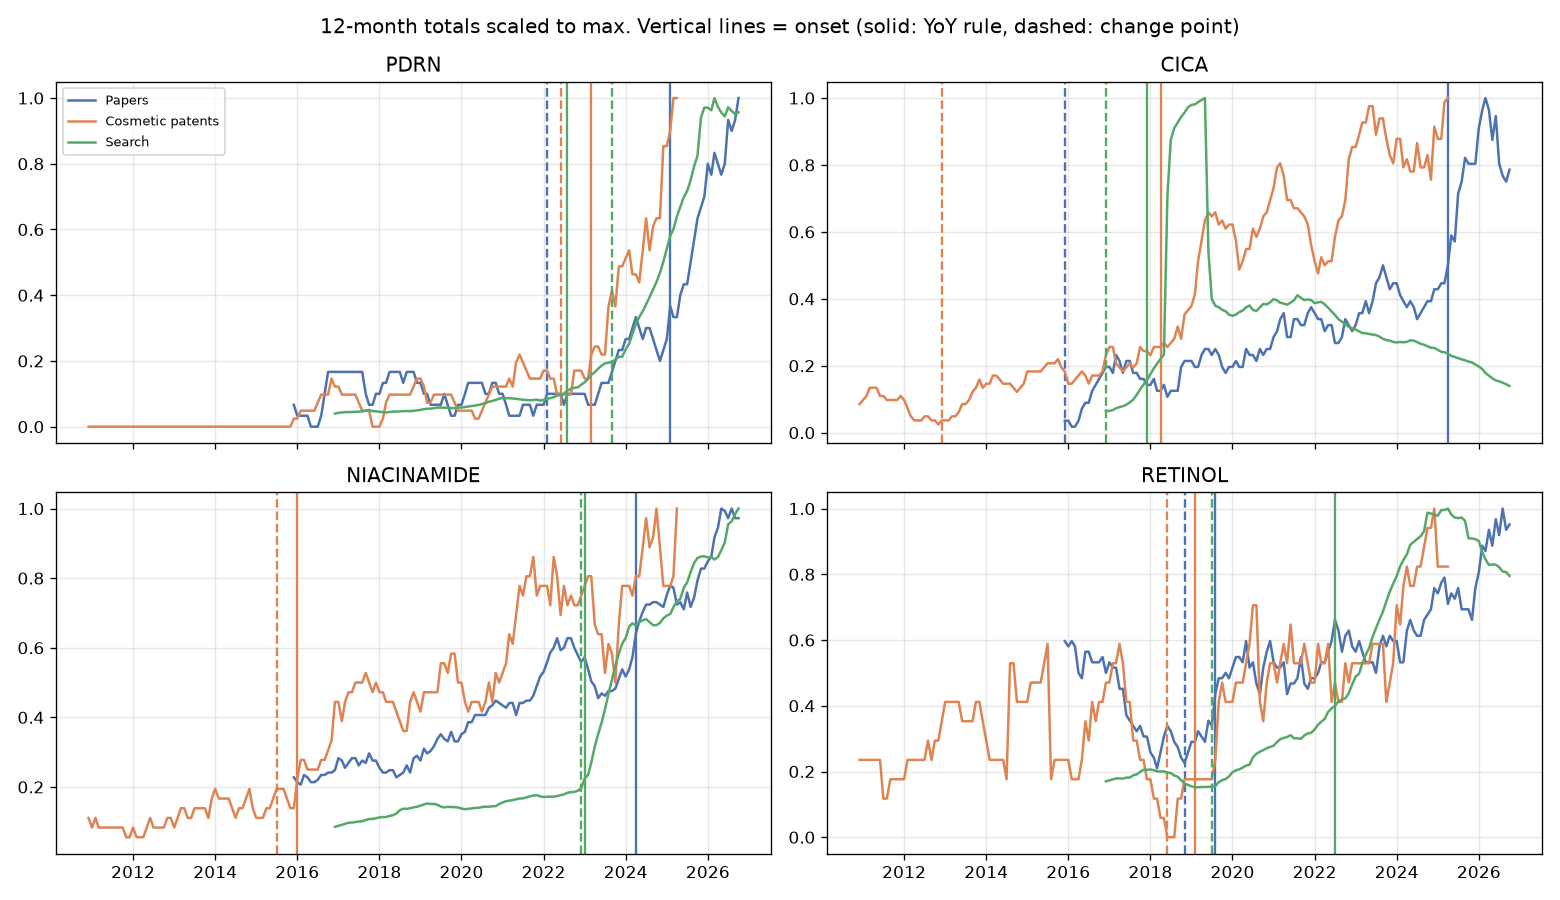 12-month totals scaled to max. Vertical lines = onset (solid: YoY rule, dashed: change point)
PDRN
1.0
0.8
0.6
0.4
0.2
0.0
Papers
Cosmetic patents
Search
CICA
1.0
0.8
0.6
0.4
0.2
0.0
NIACINAMIDE
1.0
0.8
0.6
0.4
0.2
2012 2014 2016 2018 2020 2022 2024 2026
RETINOL
1.0
0.8
0.6
0.4
0.2
0.0
2012 2014 2016 2018 2020 2022 2024 2026